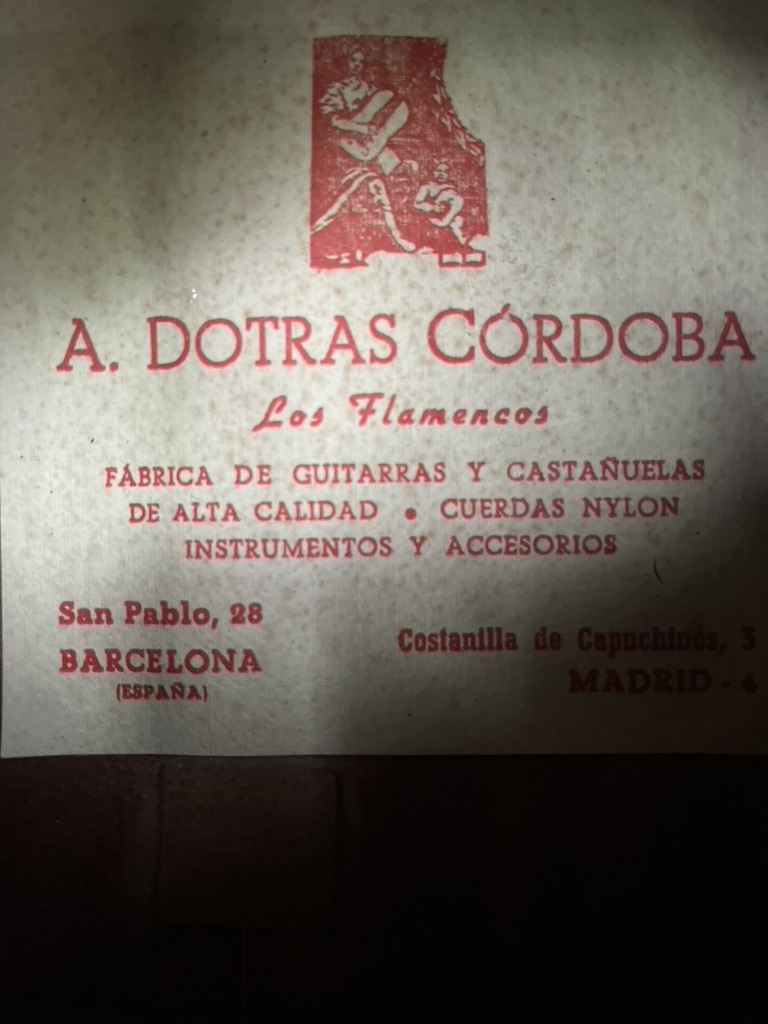 A. DOTRAS CÓRDOBA
Los Flamencos
FÁBRICA DE GUITARRAS Y CASTAÑUELAS
DE ALTA CALIDAD • CUERDAS NYLON
INSTRUMENTOS Y ACCESORIOS
San Pablo, 28
BARCELONA
(ESPAÑA)
Costanilla de Capuchinos, 3
MADRID - 4